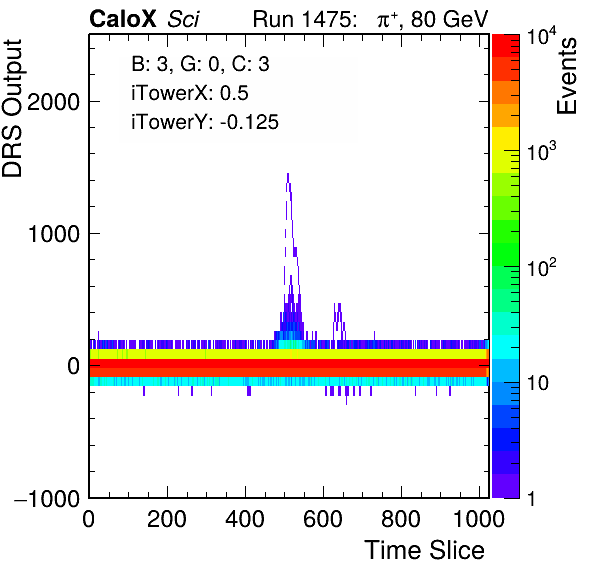 CaloX Sci Run 1475: π⁺, 80 GeV
B: 3, G: 0, C: 3
iTowerX: 0.5
iTowerY: -0.125
DRS Output
2000
1000
0
−1000
0 200 400 600 800 1000
Time Slice
Events
10⁴
10³
10²
10
1